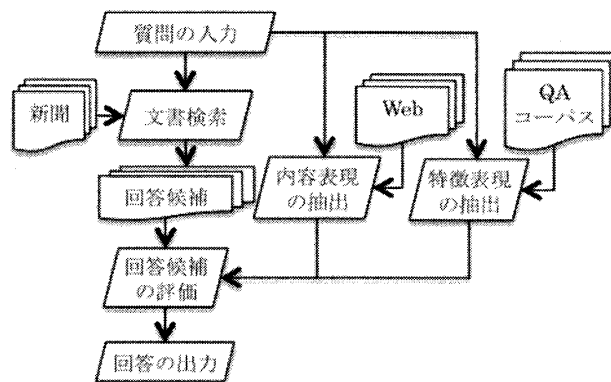 質問の入力
新聞
文書検索
Web
QA
コーパス
回答候補
内容表現
の抽出
特徴表現
の抽出
回答候補
の評価
回答の出力